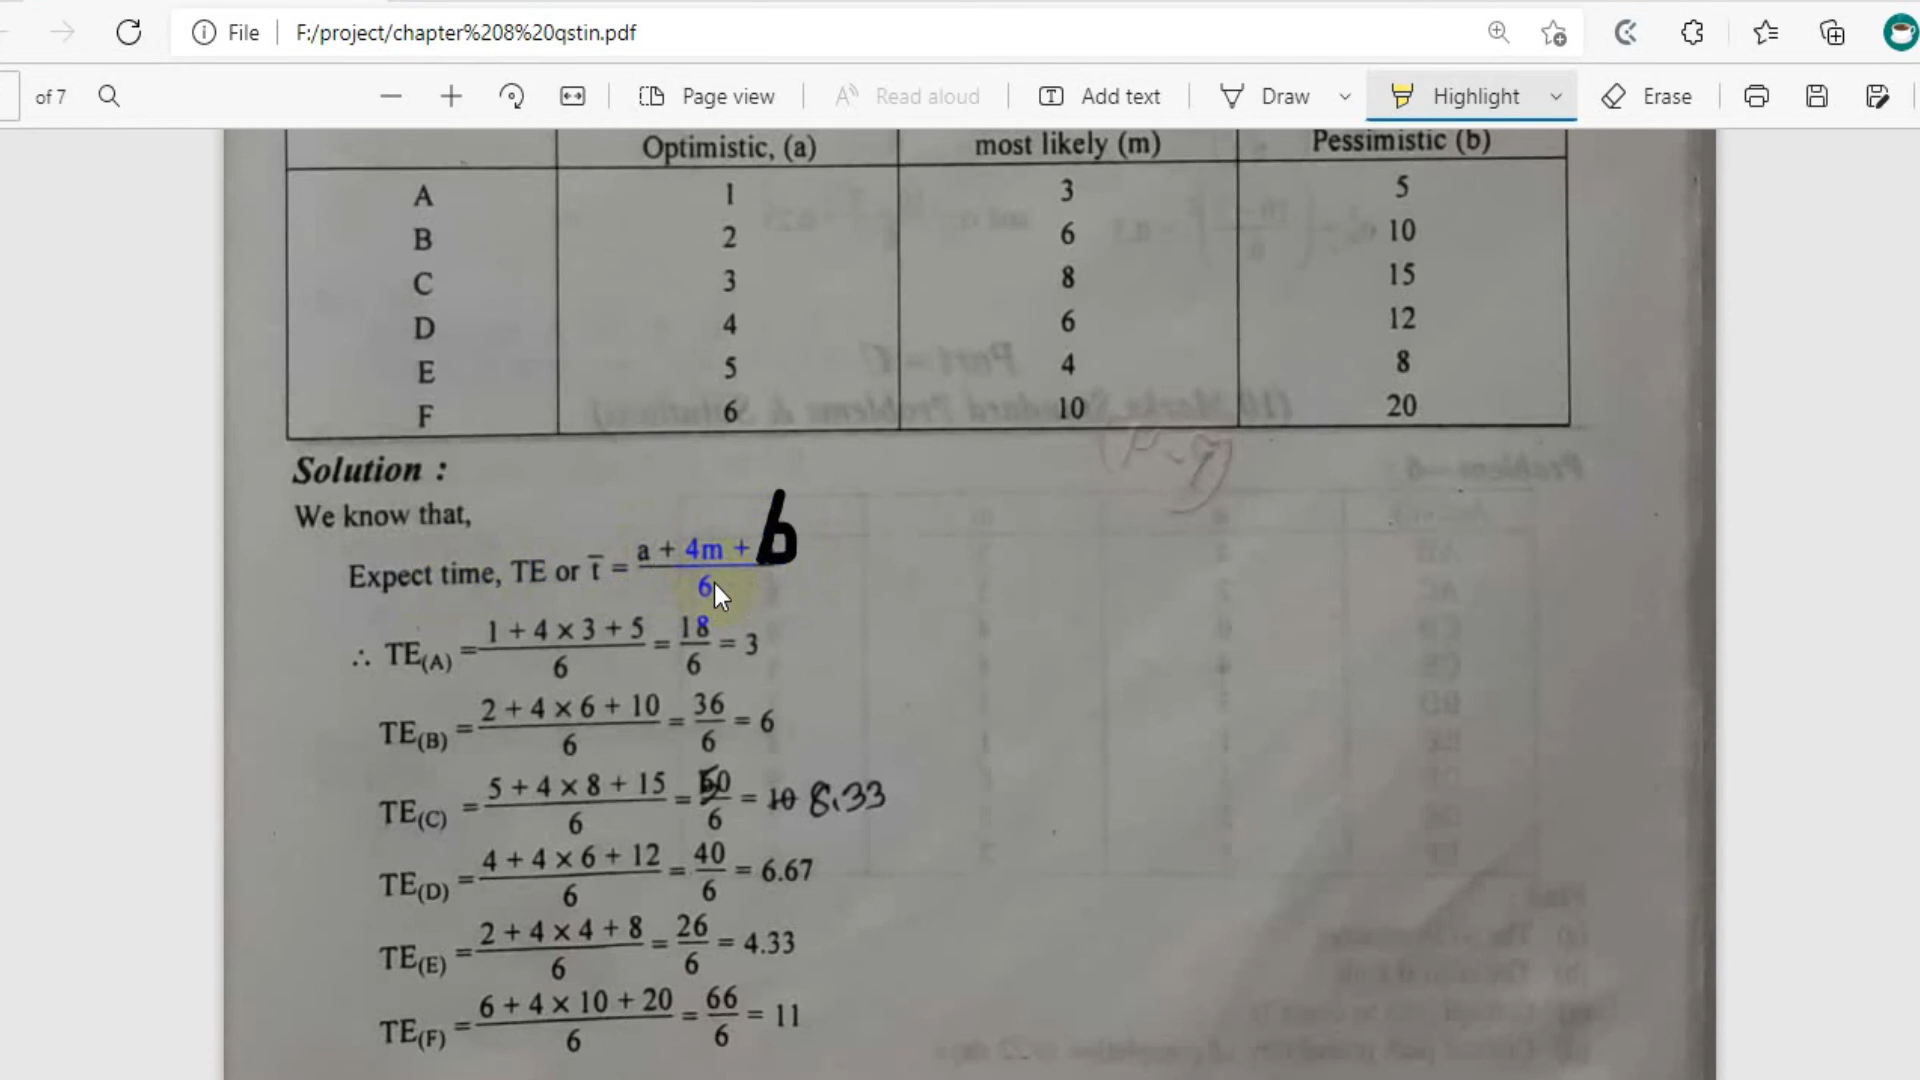 File F:/project/chapter%208%20qstin.pdf
of 7 Page view Read aloud Add text Draw Highlight Erase
Optimistic, (a) most likely (m) Pessimistic (b)
A 1 3 5
B 2 6 10
C 3 8 15
D 4 6 12
E 5 4 8
F 6 10 20
Solution :
We know that,
Expect time, TE or t̅ = (a + 4m + b)/6
∴ TE(A) = (1 + 4 × 3 + 5)/6 = 18/6 = 3
TE(B) = (2 + 4 × 6 + 10)/6 = 36/6 = 6
TE(C) = (5 + 4 × 8 + 15)/6 = 50/6 = 10 8.33
TE(D) = (4 + 4 × 6 + 12)/6 = 40/6 = 6.67
TE(E) = (2 + 4 × 4 + 8)/6 = 26/6 = 4.33
TE(F) = (6 + 4 × 10 + 20)/6 = 66/6 = 11